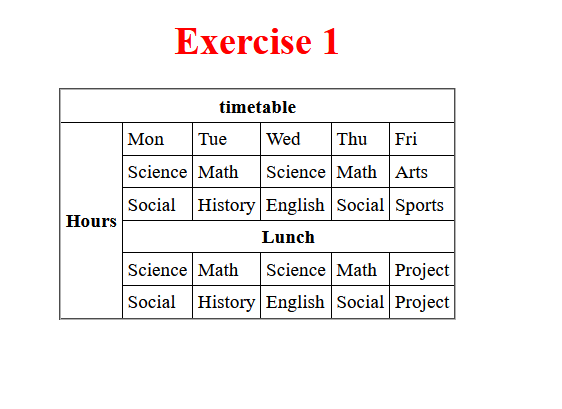 Exercise 1
timetable
Hours
Mon Tue Wed Thu Fri
Science Math Science Math Arts
Social History English Social Sports
Lunch
Science Math Science Math Project
Social History English Social Project